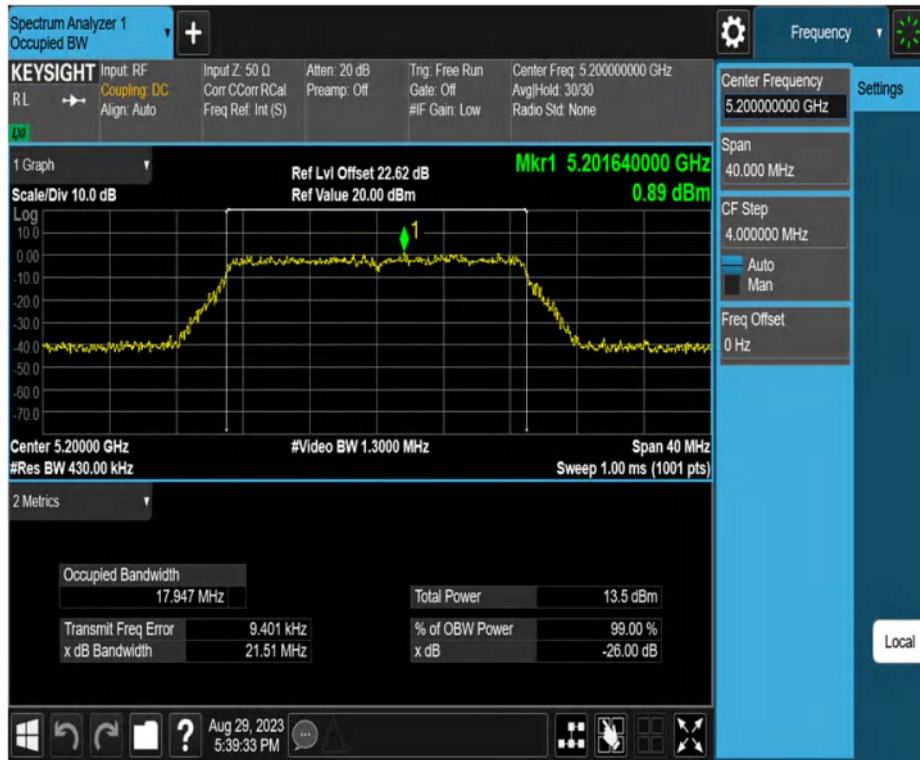 Spectrum Analyzer 1
Occupied BW
+
Frequency
KEYSIGHT
RL
Input: RF
Coupling: DC
Align: Auto
Input Z: 50 Ω
Corr CCorr RCal
Freq Ref: Int (S)
Atten: 20 dB
Preamp: Off
Trig: Free Run
Gate: Off
#IF Gain: Low
Center Freq: 5.200000000 GHz
Avg|Hold: 30/30
Radio Std: None
LXI
Center Frequency
5.200000000 GHz
Settings
Span
40.000 MHz
CF Step
4.000000 MHz
Auto
Man
Freq Offset
0 Hz
1 Graph
Scale/Div 10.0 dB
Ref Lvl Offset 22.62 dB
Ref Value 20.00 dBm
Mkr1 5.201640000 GHz
0.89 dBm
Log
10.0
0.00
-10.0
-20.0
-30.0
-40.0
-50.0
-60.0
-70.0
1
Center 5.20000 GHz
#Video BW 1.3000 MHz
Span 40 MHz
#Res BW 430.00 kHz
Sweep 1.00 ms (1001 pts)
2 Metrics
Occupied Bandwidth
17.947 MHz
Total Power 13.5 dBm
Transmit Freq Error 9.401 kHz
% of OBW Power 99.00 %
x dB Bandwidth 21.51 MHz
x dB -26.00 dB
Local
?
Aug 29, 2023
5:39:33 PM